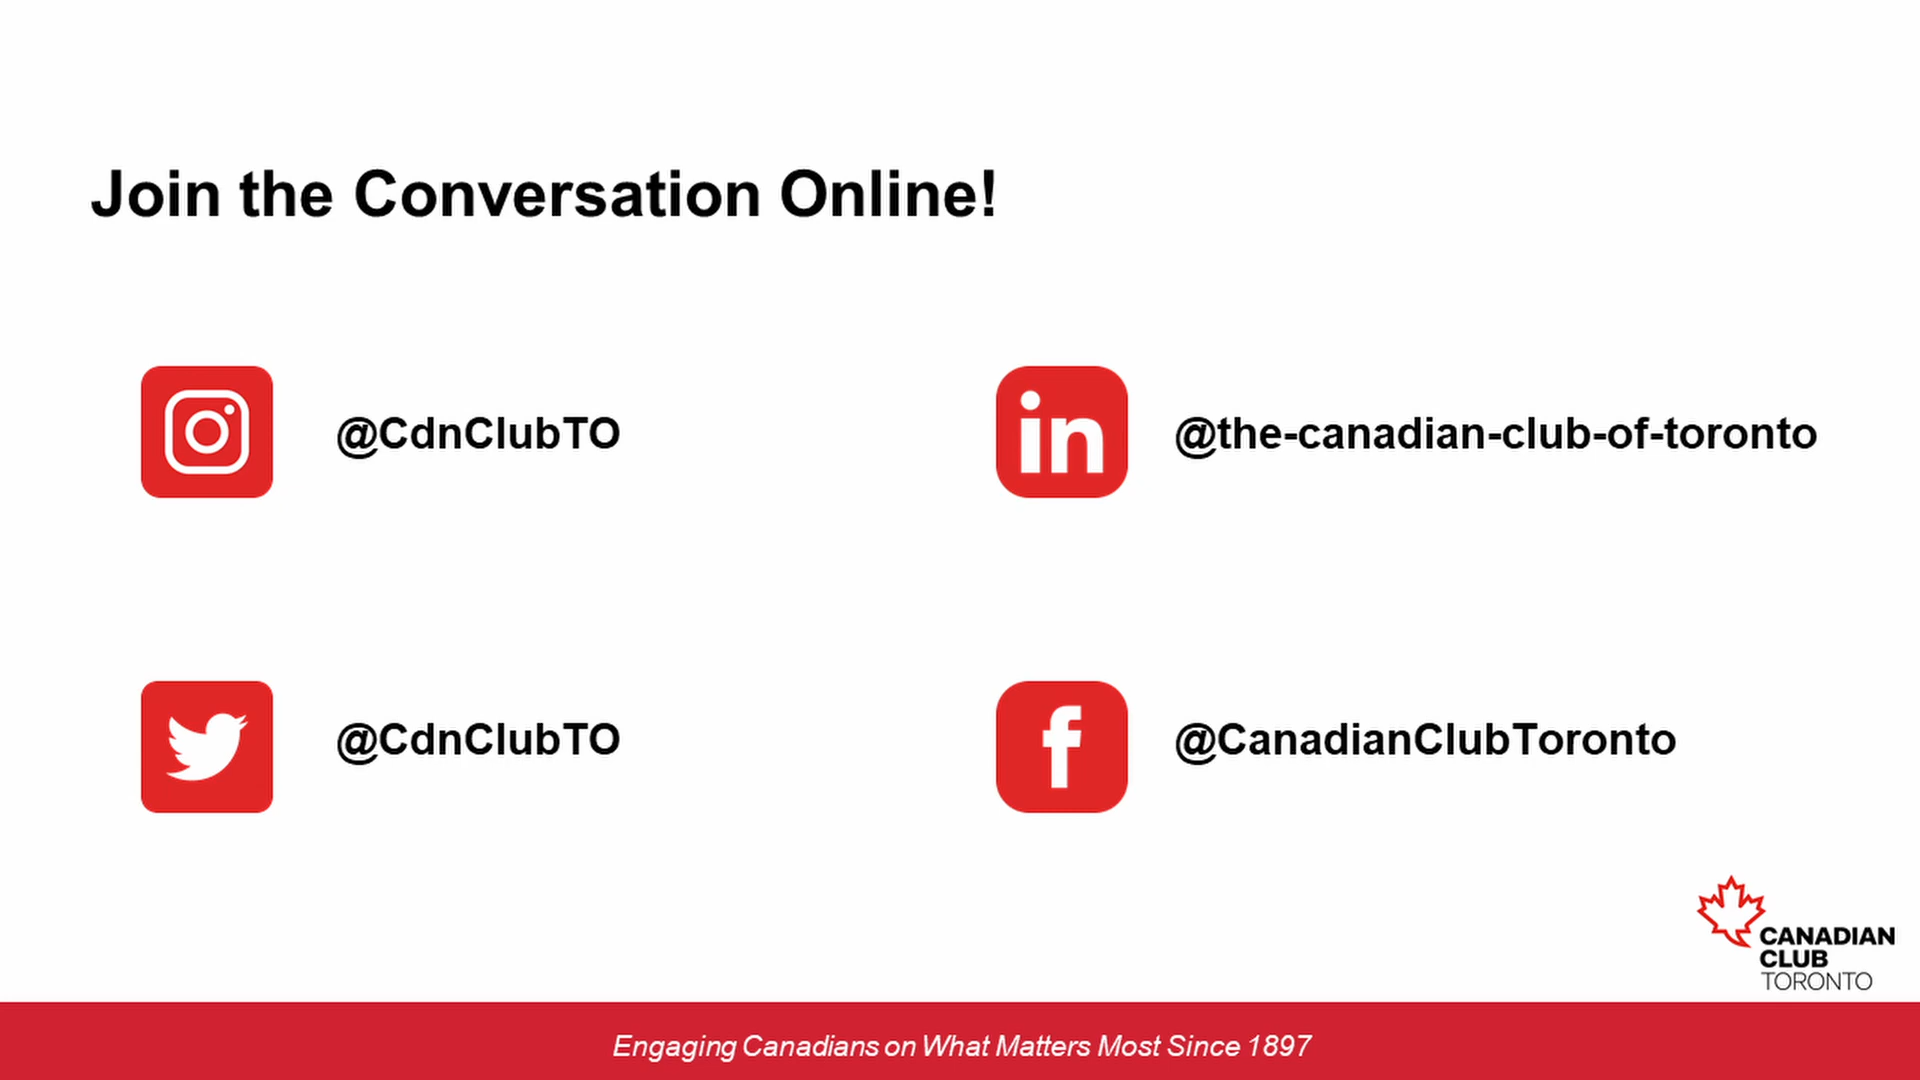 Join the Conversation Online!
@CdnClubTO
@the-canadian-club-of-toronto
@CdnClubTO
@CanadianClubToronto
CANADIAN
CLUB
TORONTO
Engaging Canadians on What Matters Most Since 1897